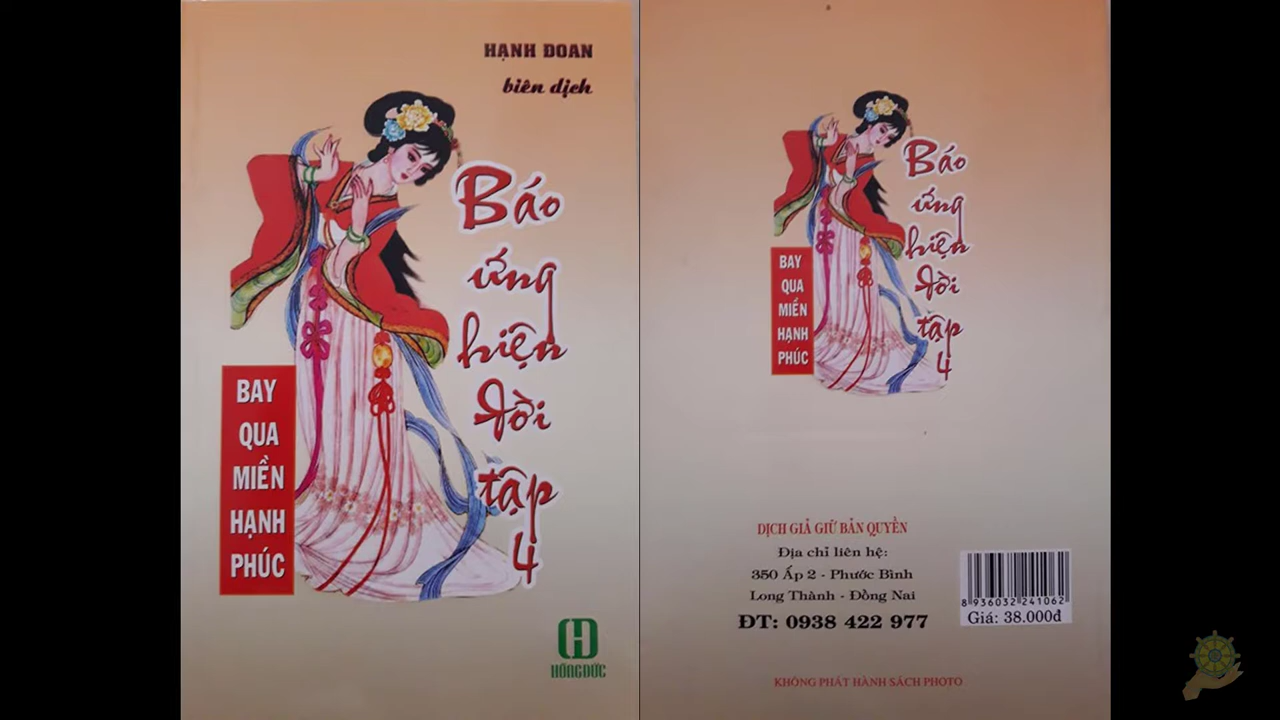 HẠNH ĐOAN
biên dịch
Báo
ứng
hiện
đời
tập
4
BAY
QUA
MIỀN
HẠNH
PHÚC
HỒNG ĐỨC
Báo
ứng
hiện
đời
tập
4
BAY
QUA
MIỀN
HẠNH
PHÚC
DỊCH GIẢ GIỮ BẢN QUYỀN
Địa chỉ liên hệ:
350 Ấp 2 - Phước Bình
Long Thành - Đồng Nai
ĐT: 0938 422 977
8 936032 241062
Giá: 38.000đ
KHÔNG PHÁT HÀNH SÁCH PHOTO